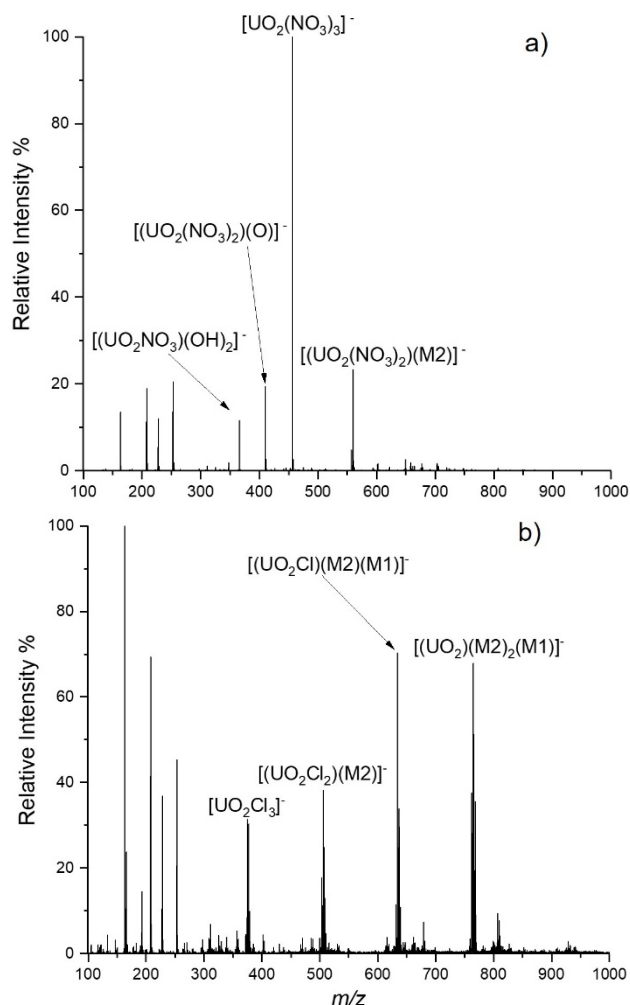 [UO₂(NO₃)₃]⁻
a)
100
80
60
40
20
0
Relative Intensity %
[(UO₂(NO₃)₂)(O)]⁻
[(UO₂NO₃)(OH)₂]⁻
[(UO₂(NO₃)₂)(M2)]⁻
100 200 300 400 500 600 700 800 900 1000
b)
100
80
60
40
20
0
Relative Intensity %
[(UO₂Cl)(M2)(M1)]⁻
[(UO₂)(M2)₂(M1)]⁻
[(UO₂Cl₂)(M2)]⁻
[UO₂Cl₃]⁻
100 200 300 400 500 600 700 800 900 1000
m/z